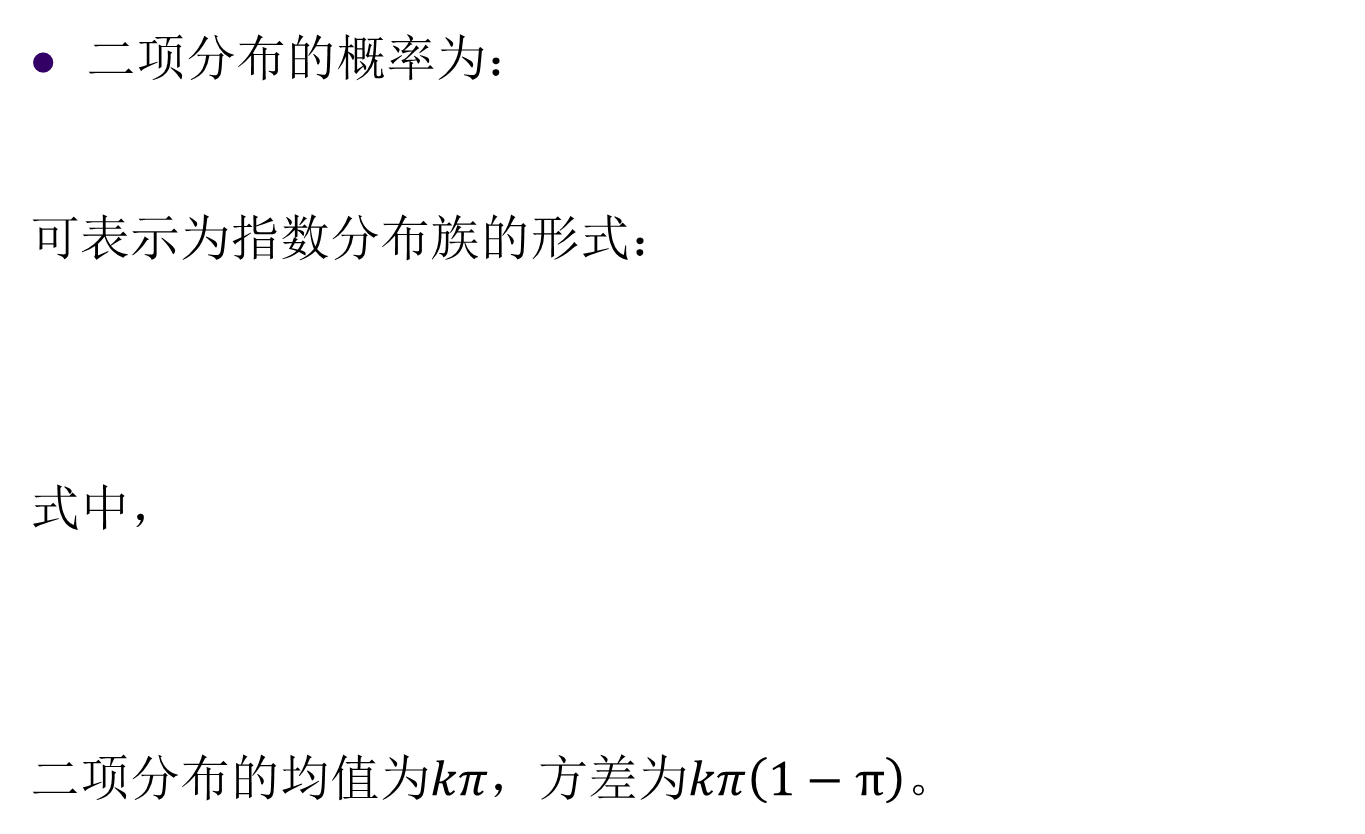 ● 二项分布的概率为：
可表示为指数分布族的形式：
式中，
二项分布的均值为kπ，方差为kπ(1 − π)。